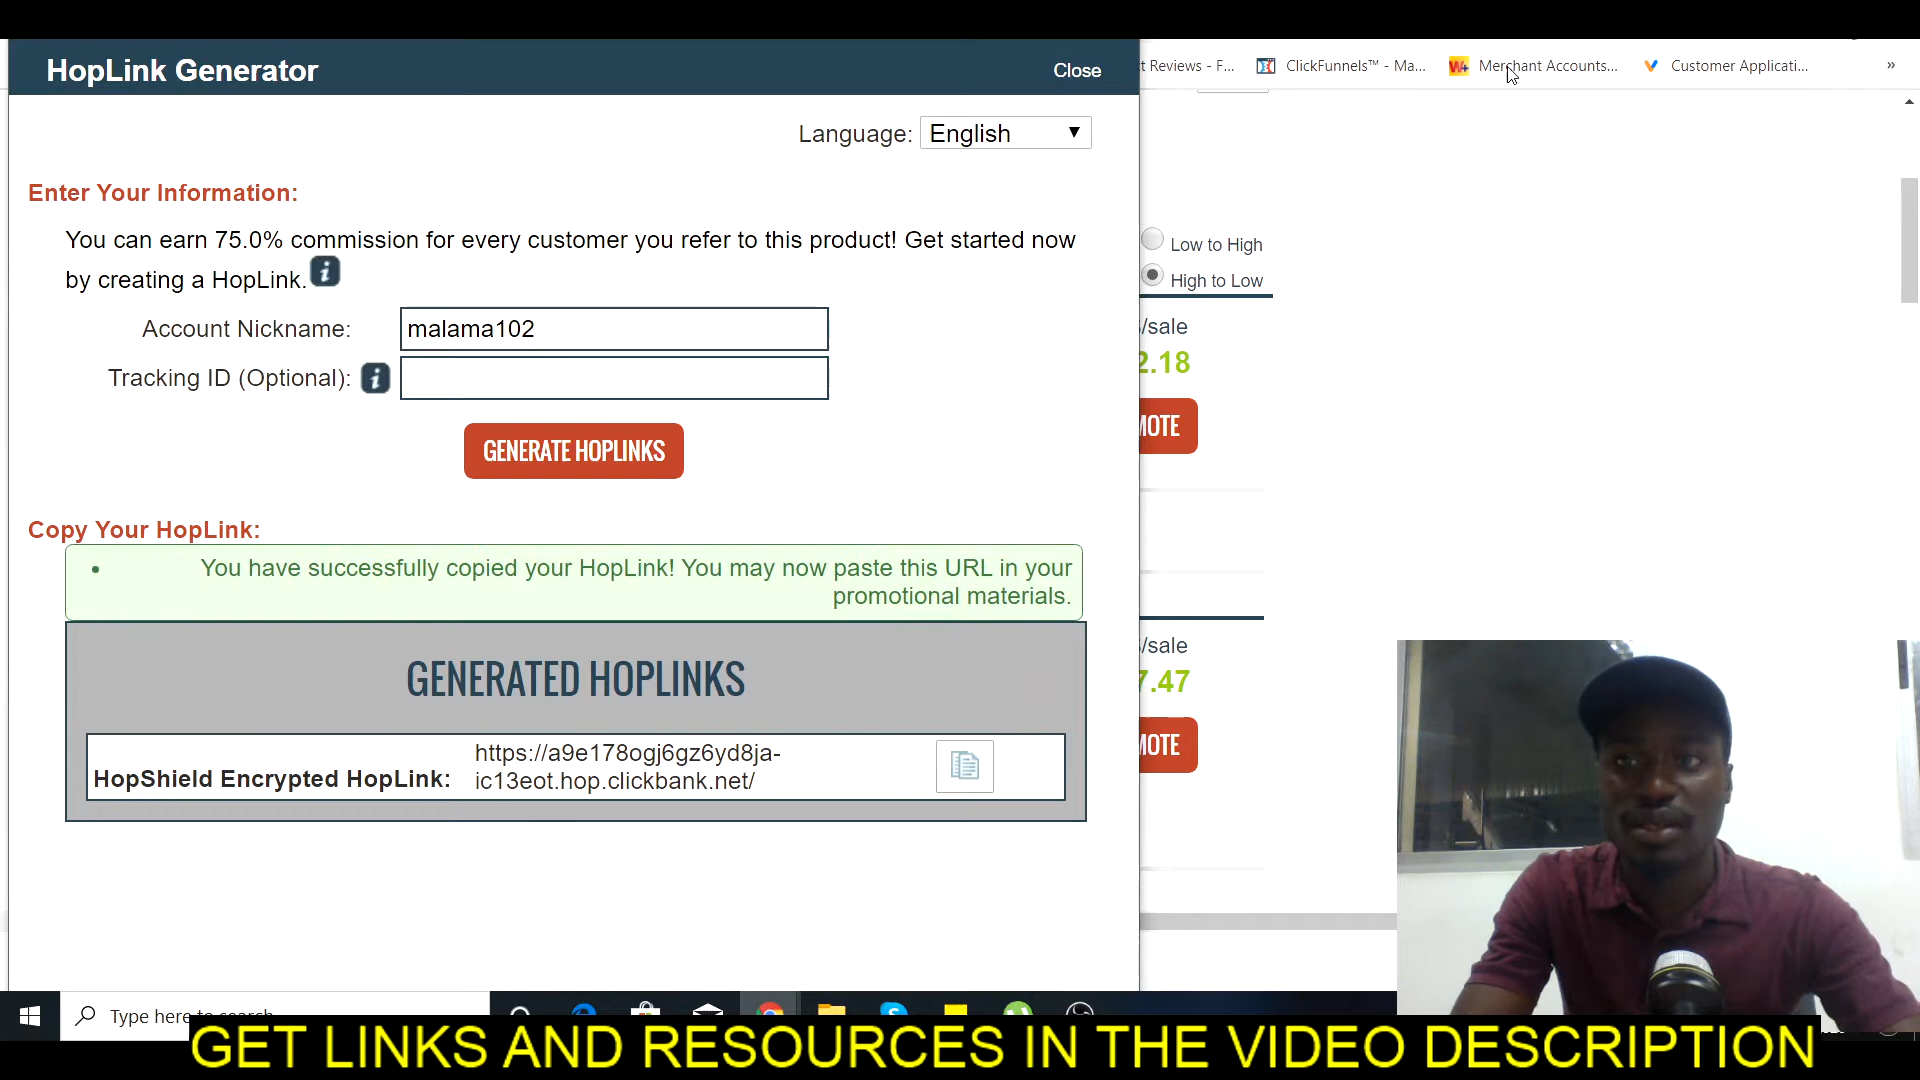 HopLink Generator
Close
t Reviews - F...
ClickFunnels™ - Ma...
Merchant Accounts...
Customer Applicati...
»
Language: English
Enter Your Information:
You can earn 75.0% commission for every customer you refer to this product! Get started now
by creating a HopLink.
Low to High
High to Low
Account Nickname: malama102
Tracking ID (Optional):
/sale
2.18
MOTE
GENERATE HOPLINKS
Copy Your HopLink:
• You have successfully copied your HopLink! You may now paste this URL in your
promotional materials.
GENERATED HOPLINKS
/sale
7.47
MOTE
HopShield Encrypted HopLink:
https://a9e178ogj6gz6yd8ja-
ic13eot.hop.clickbank.net/
Type here to search
GET LINKS AND RESOURCES IN THE VIDEO DESCRIPTION